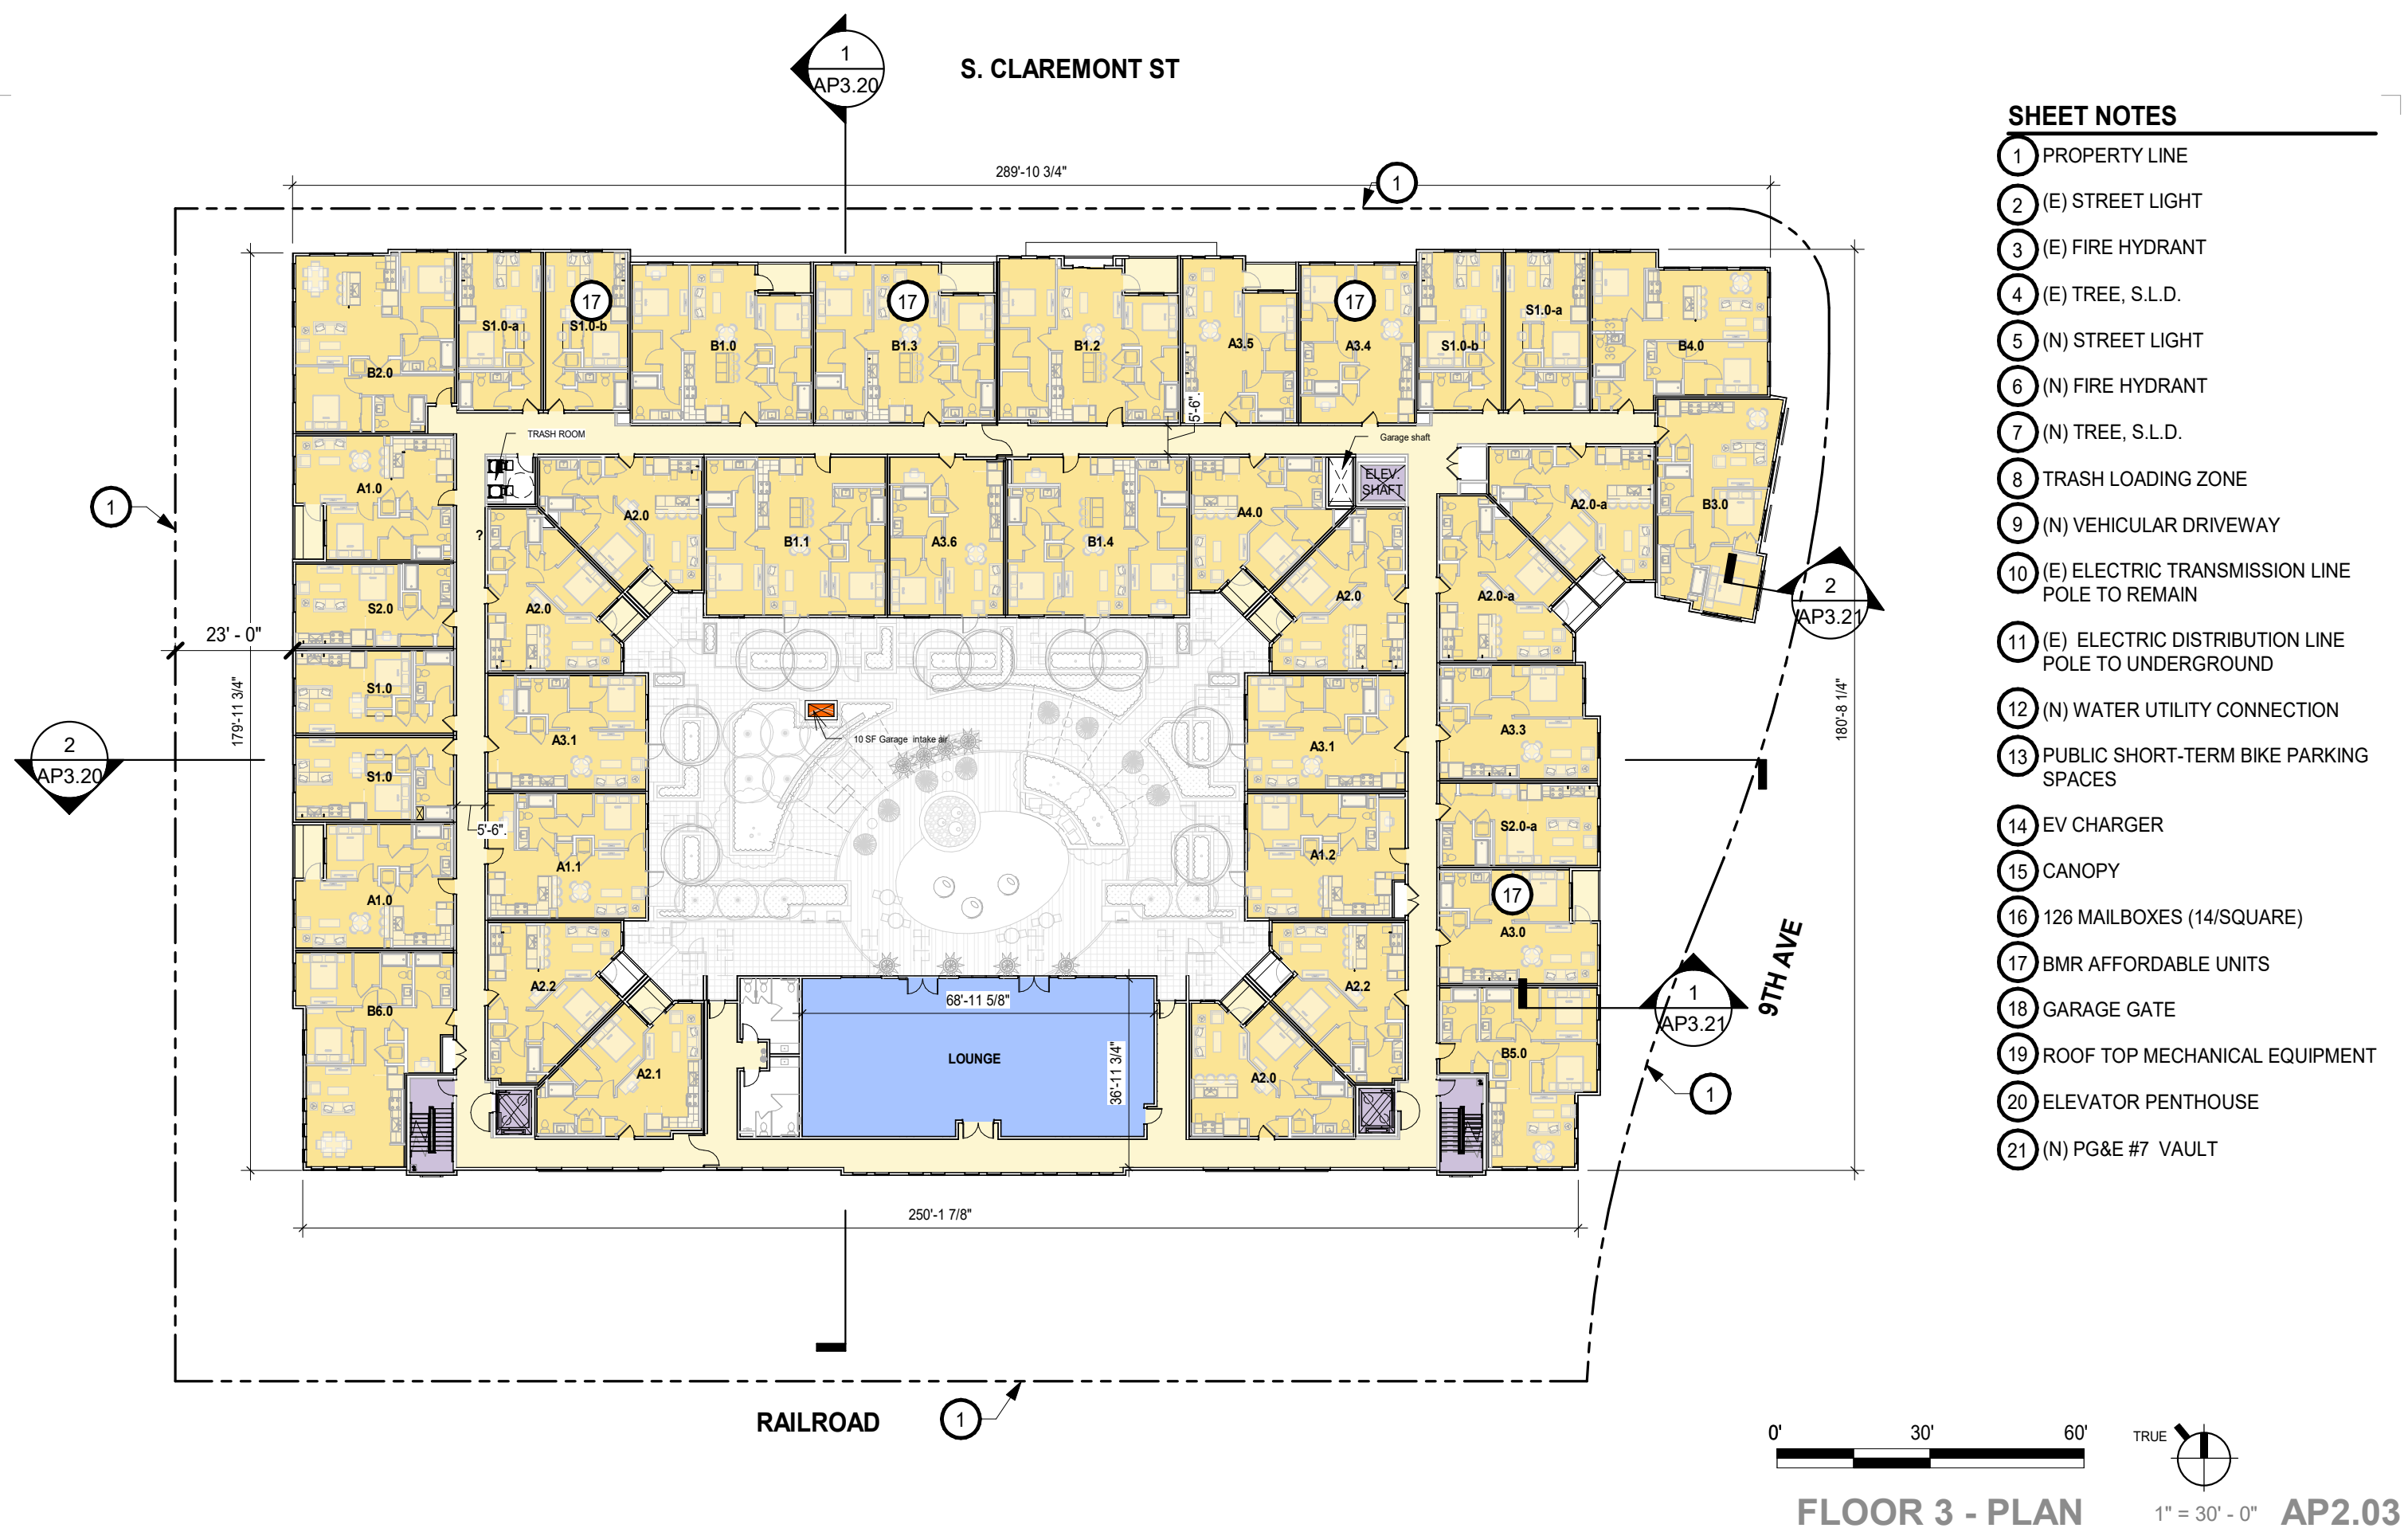 1
AP3.20
S. CLAREMONT ST
289'-10 3/4"
1
B2.0
S1.0-a
17
S1.0-b
B1.0
17
B1.3
B1.2
A3.5
17
A3.4
S1.0-b
S1.0-a
B4.0
TRASH ROOM
5'-6".
Garage shaft
ELEV. SHAFT
1
A1.0
?
A2.0
A2.0
B1.1
A3.6
B1.4
A4.0
A2.0
A2.0-a
A2.0-a
B3.0
2
AP3.21
S2.0
23' - 0"
179'-11 3/4"
180'-8 1/4"
S1.0
S1.0
2
AP3.20
A3.1
10 SF Garage intake air
A3.1
A3.3
5'-6".
A1.1
A1.2
S2.0-a
A1.0
17
A3.0
B6.0
A2.2
A2.1
68'-11 5/8"
LOUNGE
36'-11 3/4"
A2.2
A2.0
B5.0
1
AP3.21
9TH AVE
1
250'-1 7/8"
RAILROAD
1
SHEET NOTES
1 PROPERTY LINE
2 (E) STREET LIGHT
3 (E) FIRE HYDRANT
4 (E) TREE, S.L.D.
5 (N) STREET LIGHT
6 (N) FIRE HYDRANT
7 (N) TREE, S.L.D.
8 TRASH LOADING ZONE
9 (N) VEHICULAR DRIVEWAY
10 (E) ELECTRIC TRANSMISSION LINE
POLE TO REMAIN
11 (E) ELECTRIC DISTRIBUTION LINE
POLE TO UNDERGROUND
12 (N) WATER UTILITY CONNECTION
13 PUBLIC SHORT-TERM BIKE PARKING
SPACES
14 EV CHARGER
15 CANOPY
16 126 MAILBOXES (14/SQUARE)
17 BMR AFFORDABLE UNITS
18 GARAGE GATE
19 ROOF TOP MECHANICAL EQUIPMENT
20 ELEVATOR PENTHOUSE
21 (N) PG&E #7 VAULT
0' 30' 60'
TRUE
FLOOR 3 - PLAN 1" = 30' - 0" AP2.03